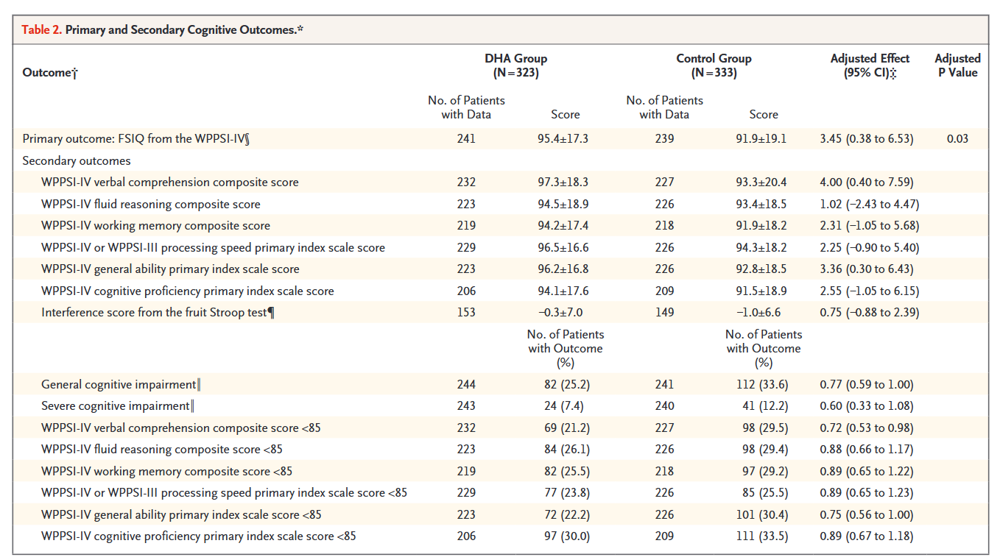 Table 2. Primary and Secondary Cognitive Outcomes.*
Outcome† DHA Group (N=323) Control Group (N=333) Adjusted Effect (95% CI)‡ Adjusted P Value
No. of Patients with Data Score No. of Patients with Data Score
Primary outcome: FSIQ from the WPPSI-IV§ 241 95.4±17.3 239 91.9±19.1 3.45 (0.38 to 6.53) 0.03
Secondary outcomes
WPPSI-IV verbal comprehension composite score 232 97.3±18.3 227 93.3±20.4 4.00 (0.40 to 7.59)
WPPSI-IV fluid reasoning composite score 223 94.5±18.9 226 93.4±18.5 1.02 (−2.43 to 4.47)
WPPSI-IV working memory composite score 219 94.2±17.4 218 91.9±18.2 2.31 (−1.05 to 5.68)
WPPSI-IV or WPPSI-III processing speed primary index scale score 229 96.5±16.6 226 94.3±18.2 2.25 (−0.90 to 5.40)
WPPSI-IV general ability primary index scale score 223 96.2±16.8 226 92.8±18.5 3.36 (0.30 to 6.43)
WPPSI-IV cognitive proficiency primary index scale score 206 94.1±17.6 209 91.5±18.9 2.55 (−1.05 to 6.15)
Interference score from the fruit Stroop test¶ 153 −0.3±7.0 149 −1.0±6.6 0.75 (−0.88 to 2.39)
No. of Patients with Outcome (%) No. of Patients with Outcome (%)
General cognitive impairment‖ 244 82 (25.2) 241 112 (33.6) 0.77 (0.59 to 1.00)
Severe cognitive impairment‖ 243 24 (7.4) 240 41 (12.2) 0.60 (0.33 to 1.08)
WPPSI-IV verbal comprehension composite score <85 232 69 (21.2) 227 98 (29.5) 0.72 (0.53 to 0.98)
WPPSI-IV fluid reasoning composite score <85 223 84 (26.1) 226 98 (29.4) 0.88 (0.66 to 1.17)
WPPSI-IV working memory composite score <85 219 82 (25.5) 218 97 (29.2) 0.89 (0.65 to 1.22)
WPPSI-IV or WPPSI-III processing speed primary index scale score <85 229 77 (23.8) 226 85 (25.5) 0.89 (0.65 to 1.23)
WPPSI-IV general ability primary index scale score <85 223 72 (22.2) 226 101 (30.4) 0.75 (0.56 to 1.00)
WPPSI-IV cognitive proficiency primary index scale score <85 206 97 (30.0) 209 111 (33.5) 0.89 (0.67 to 1.18)